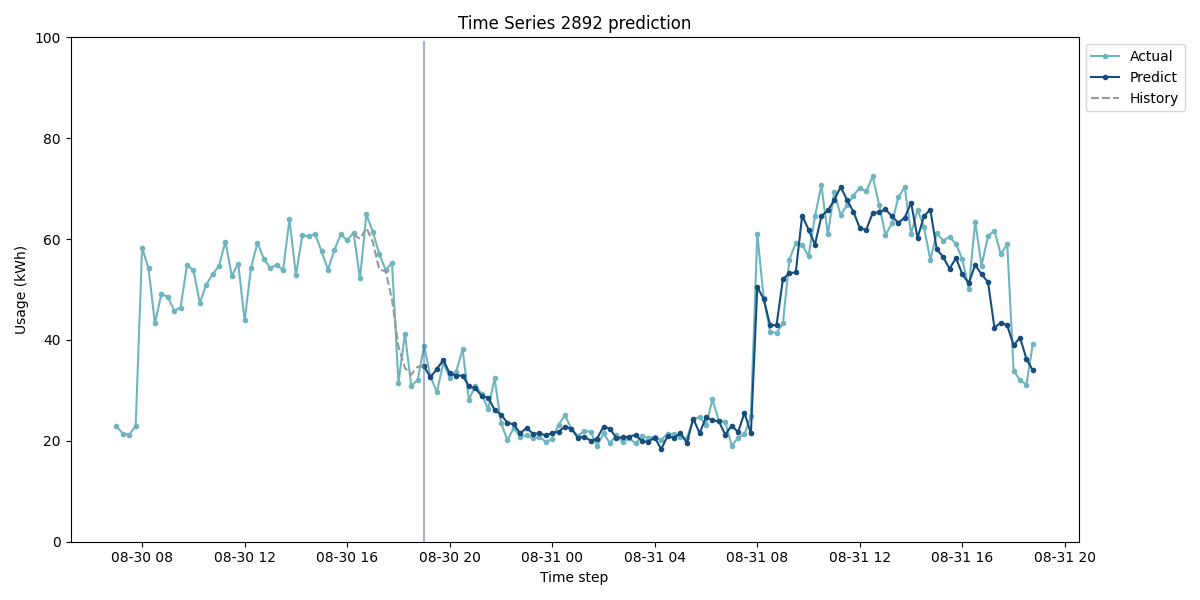 Time Series 2892 prediction
100
80
60
40
20
0
Usage (kWh)
08-30 08
08-30 12
08-30 16
08-30 20
08-31 00
08-31 04
08-31 08
08-31 12
08-31 16
08-31 20
Time step
Actual
Predict
History